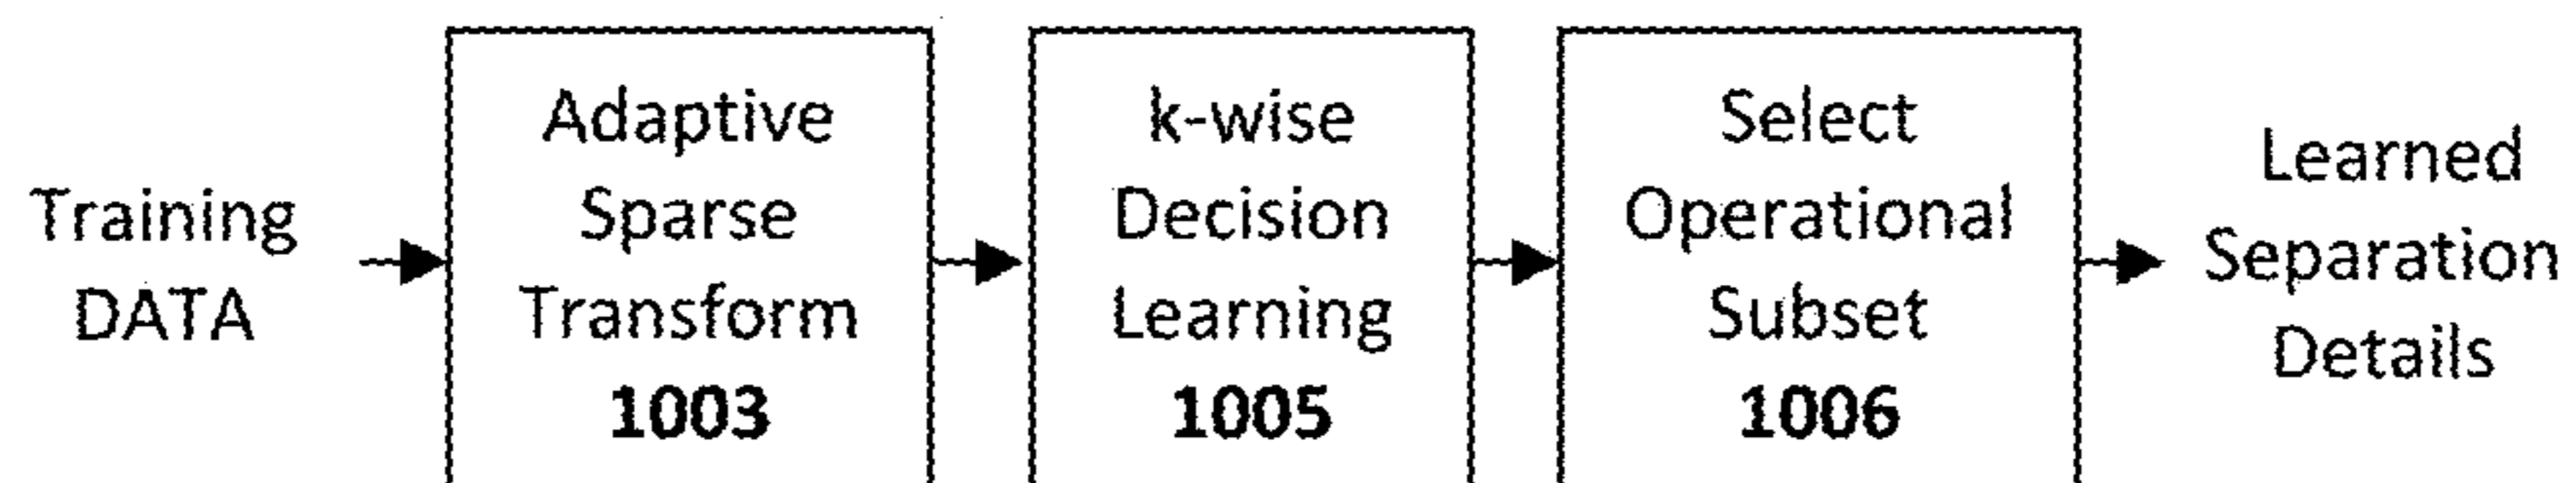 Training
DATA
Adaptive
Sparse
Transform
1003
k-wise
Decision
Learning
1005
Select
Operational
Subset
1006
Learned
Separation
Details